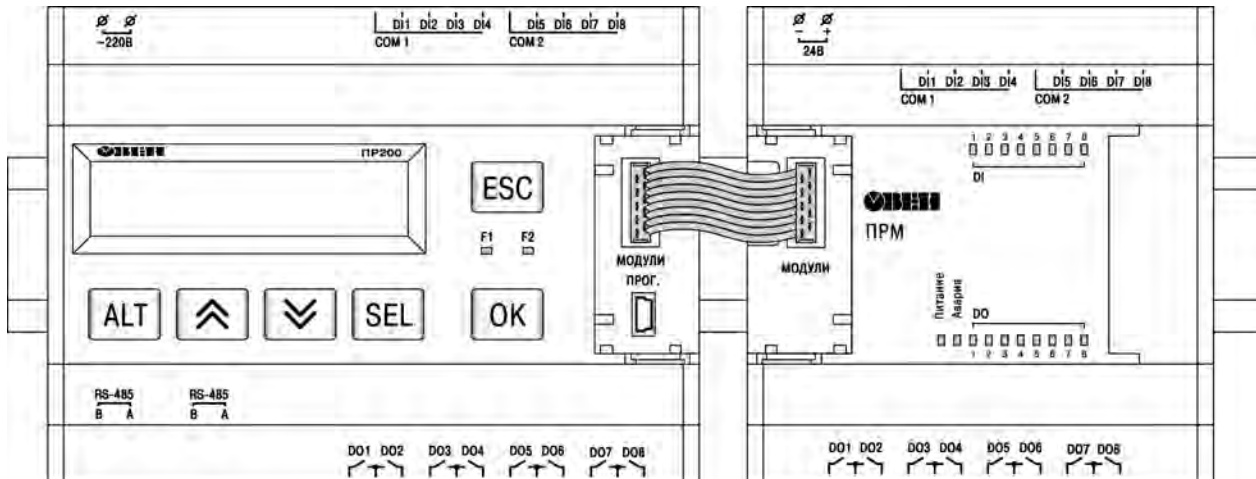 ~220В
DI1 DI2 DI3 DI4 DI5 DI6 DI7 DI8
COM 1 COM 2
- +
24В
DI1 DI2 DI3 DI4 DI5 DI6 DI7 DI8
COM 1 COM 2
ОВЕН ПР200
ESC
F1 F2
ALT SEL OK
МОДУЛИ
ПРОГ.
МОДУЛИ
1 2 3 4 5 6 7 8
DI
ОВЕН
ПРМ
Питание
Авария
DO
1 2 3 4 5 6 7 8
RS-485 RS-485
B A B A
DO1 DO2 DO3 DO4 DO5 DO6 DO7 DO8
DO1 DO2 DO3 DO4 DO5 DO6 DO7 DO8